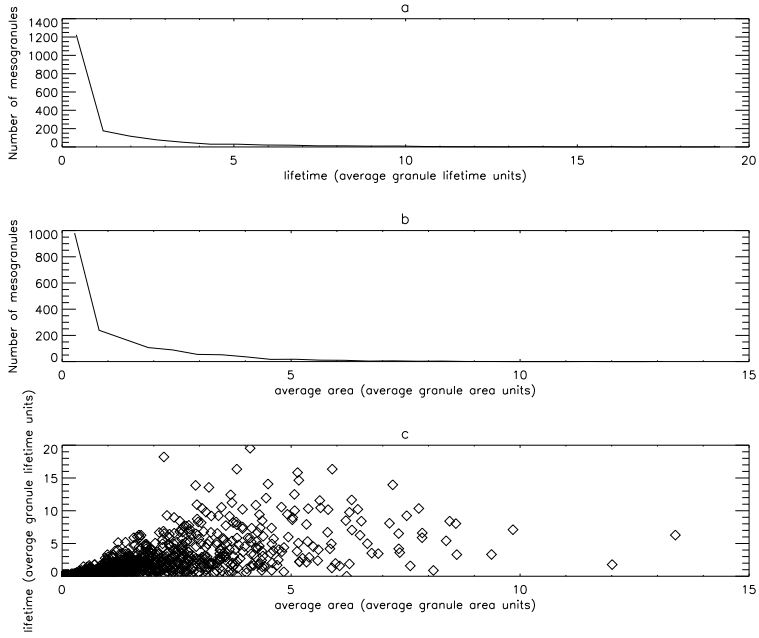 a
Number of mesogranules
1400
1200
1000
800
600
400
200
0
0 5 10 15 20
lifetime (average granule lifetime units)
b
Number of mesogranules
1000
800
600
400
200
0
0 5 10 15
average area (average granule area units)
c
lifetime (average granule lifetime units)
20
15
10
5
0
0 5 10 15
average area (average granule area units)